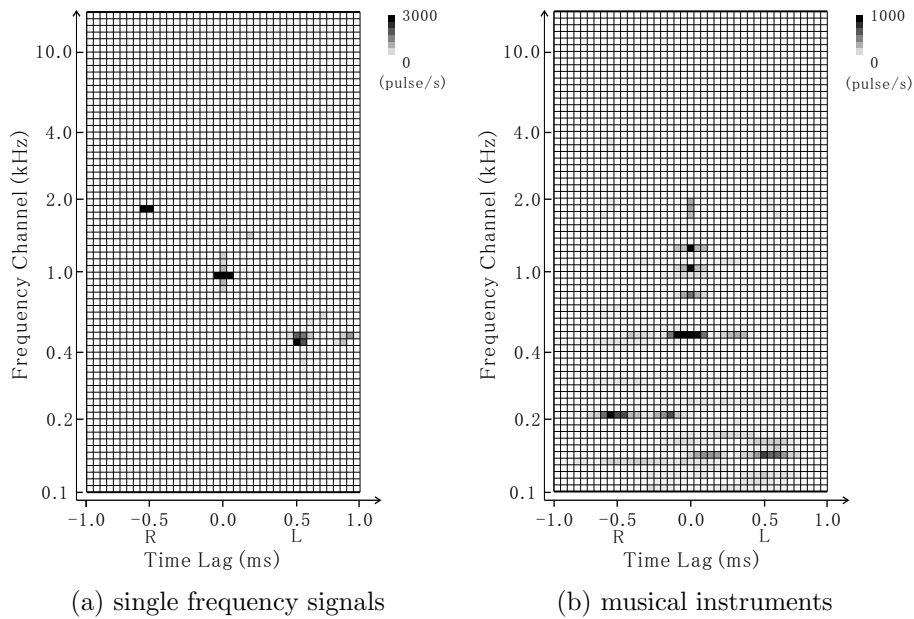 3000
0
(pulse/s)
10.0
4.0
2.0
1.0
0.4
0.2
0.1
Frequency Channel (kHz)
−1.0 −0.5 0.0 0.5 1.0
R L
Time Lag (ms)
(a) single frequency signals
1000
0
(pulse/s)
10.0
4.0
2.0
1.0
0.4
0.2
0.1
Frequency Channel (kHz)
−1.0 −0.5 0.0 0.5 1.0
R L
Time Lag (ms)
(b) musical instruments